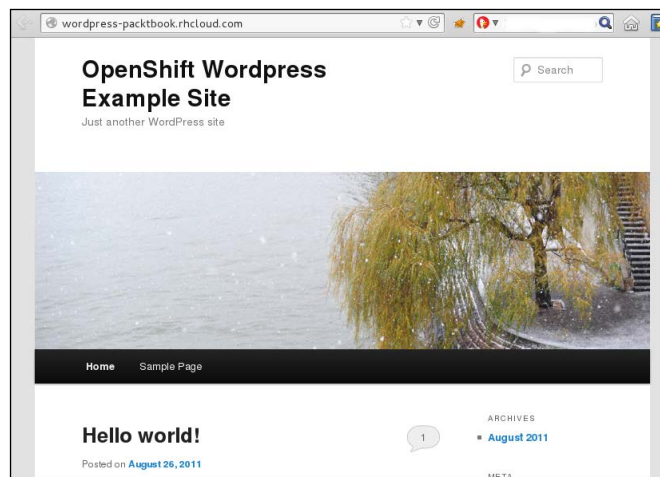 wordpress-packtbook.rhcloud.com
OpenShift Wordpress
Example Site
Just another WordPress site
Search
Home
Sample Page
Hello world!
1
Posted on August 26, 2011
ARCHIVES
August 2011
META